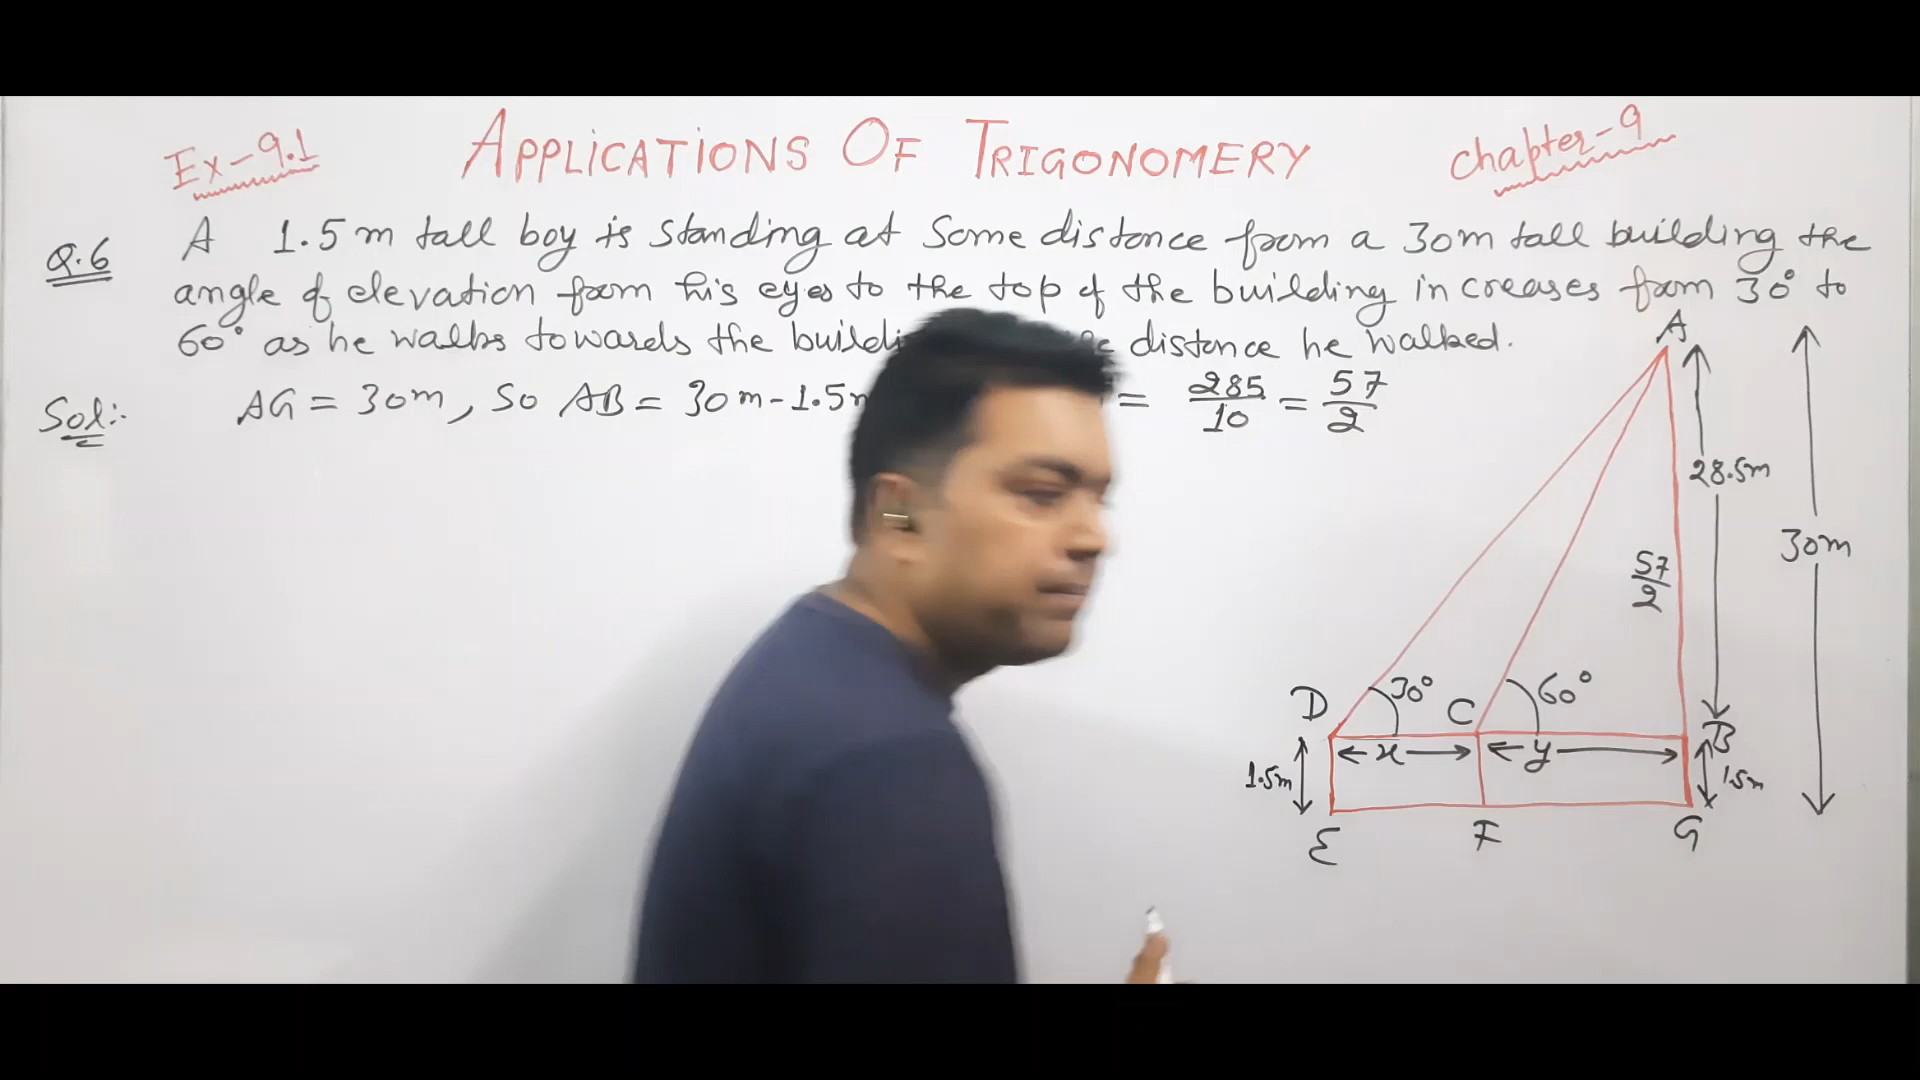 Ex-9.1 APPLICATIONS OF TRIGONOMERY Chapter-9
Q.6 A 1.5 m tall boy is standing at Some distance from a 30m tall building the
angle of elevation from his eyes to the top of the building increases from 30° to
60° as he walks towards the distance he walked.
Sol:- AG = 30m, So AB = 30m-1.5m = 285/10 = 57/2
A
28.5m
30m
57/2
D 30° C 60° B
x y
1.5m 1.5m
E F G